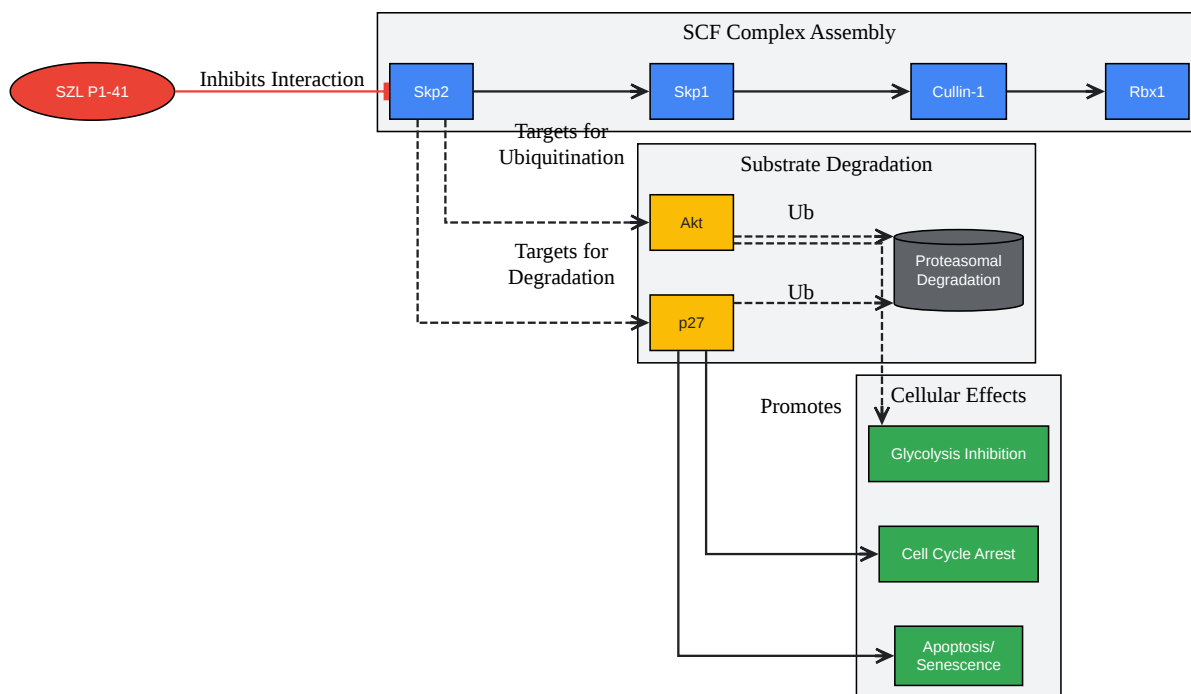 SCF Complex Assembly
SZL P1-41
Inhibits Interaction
Skp2
Skp1
Cullin-1
Rbx1
Targets for
Ubiquitination
Substrate Degradation
Akt
Ub
Targets for
Degradation
Proteasomal
Degradation
Ub
p27
Promotes
Cellular Effects
Glycolysis Inhibition
Cell Cycle Arrest
Apoptosis/
Senescence